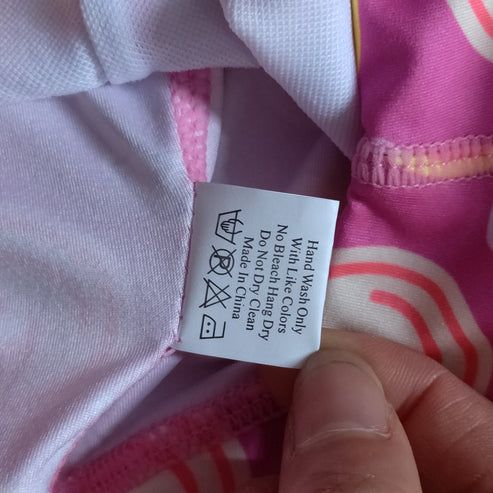 Hand Wash Only
With Like Colors
No Bleach Hang Dry
Do Not Dry Clean
Made In China